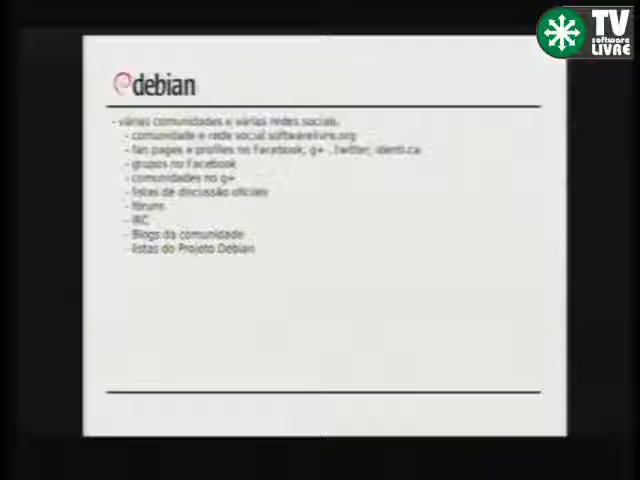 TV
software
LIVRE
debian
- várias comunidades e várias redes sociais.
- comunidade e rede social softwarelivre.org
- fan pages e profiles no Facebook, g+ , twitter, identi.ca
- grupos no Facebook
- comunidades no g+
- listas de discussão oficiais
- fóruns
- IRC
- Blogs da comunidade
- listas do Projeto Debian